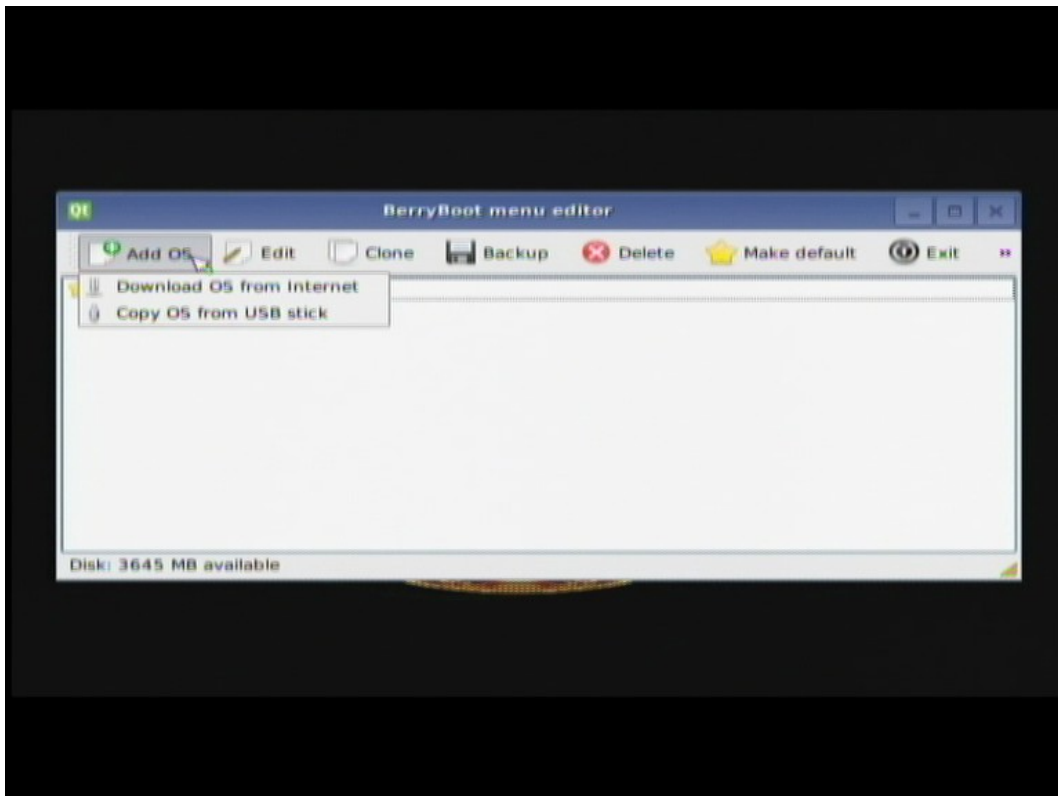 Qt BerryBoot menu editor
Add OS Edit Clone Backup Delete Make default Exit »
Download OS from Internet
Copy OS from USB stick
Disk: 3645 MB available